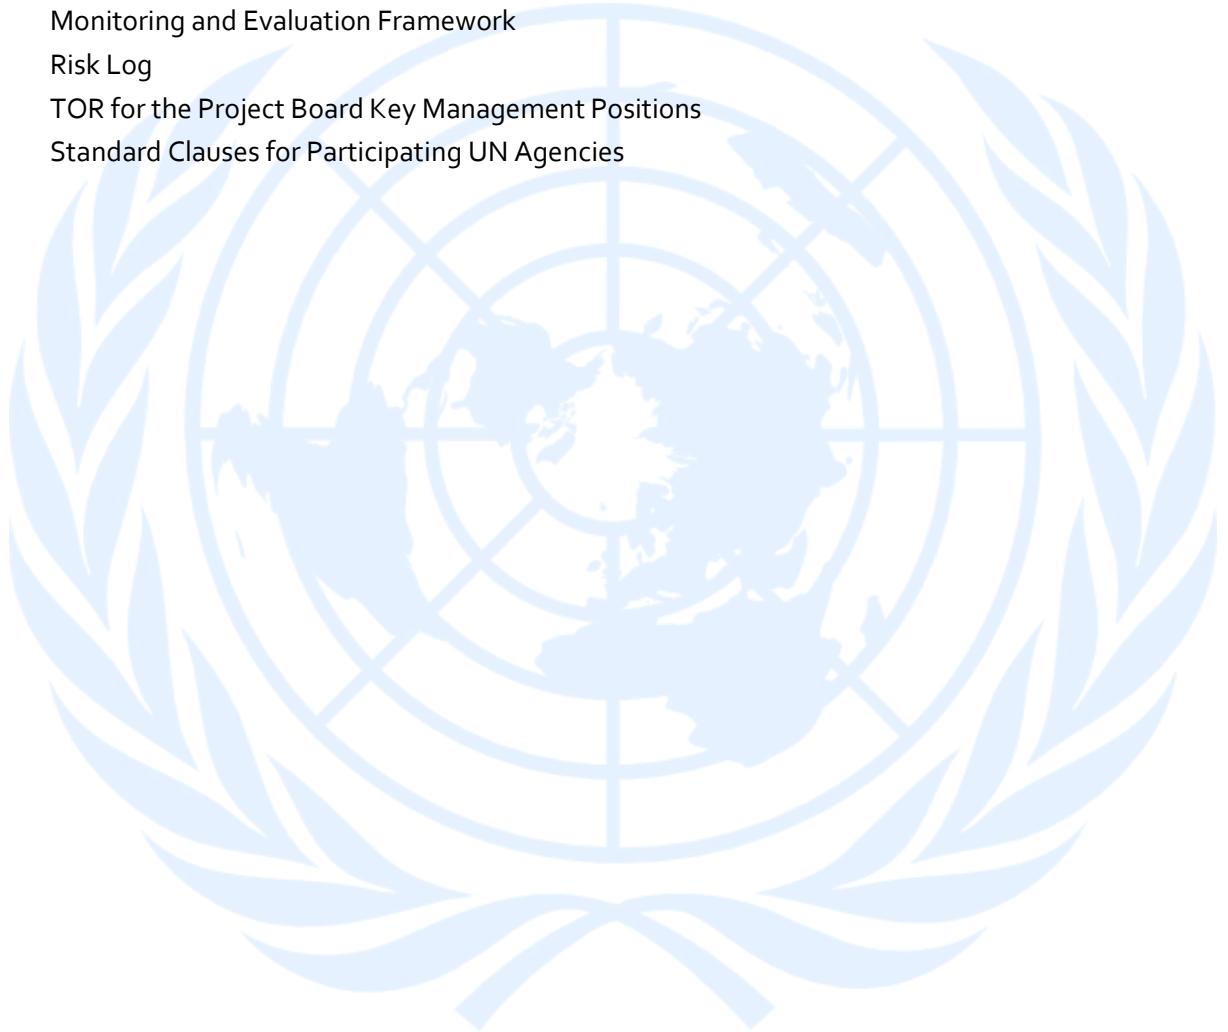 Monitoring and Evaluation Framework
Risk Log
TOR for the Project Board Key Management Positions
Standard Clauses for Participating UN Agencies